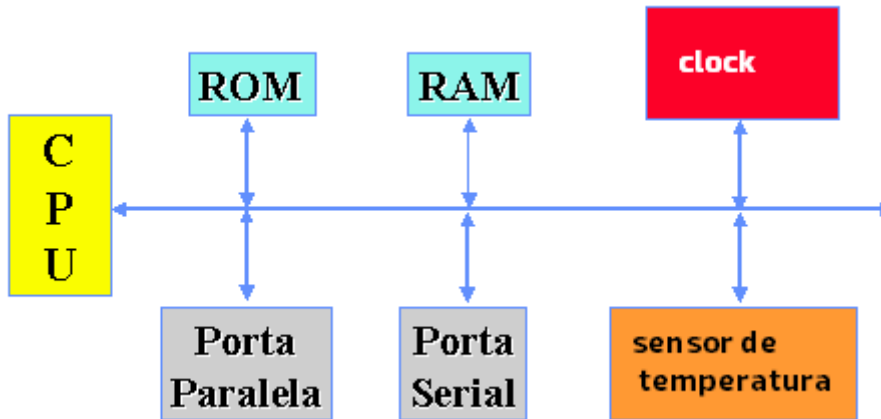 ROM
RAM
clock
C
P
U
Porta
Paralela
Porta
Serial
sensor de
temperatura